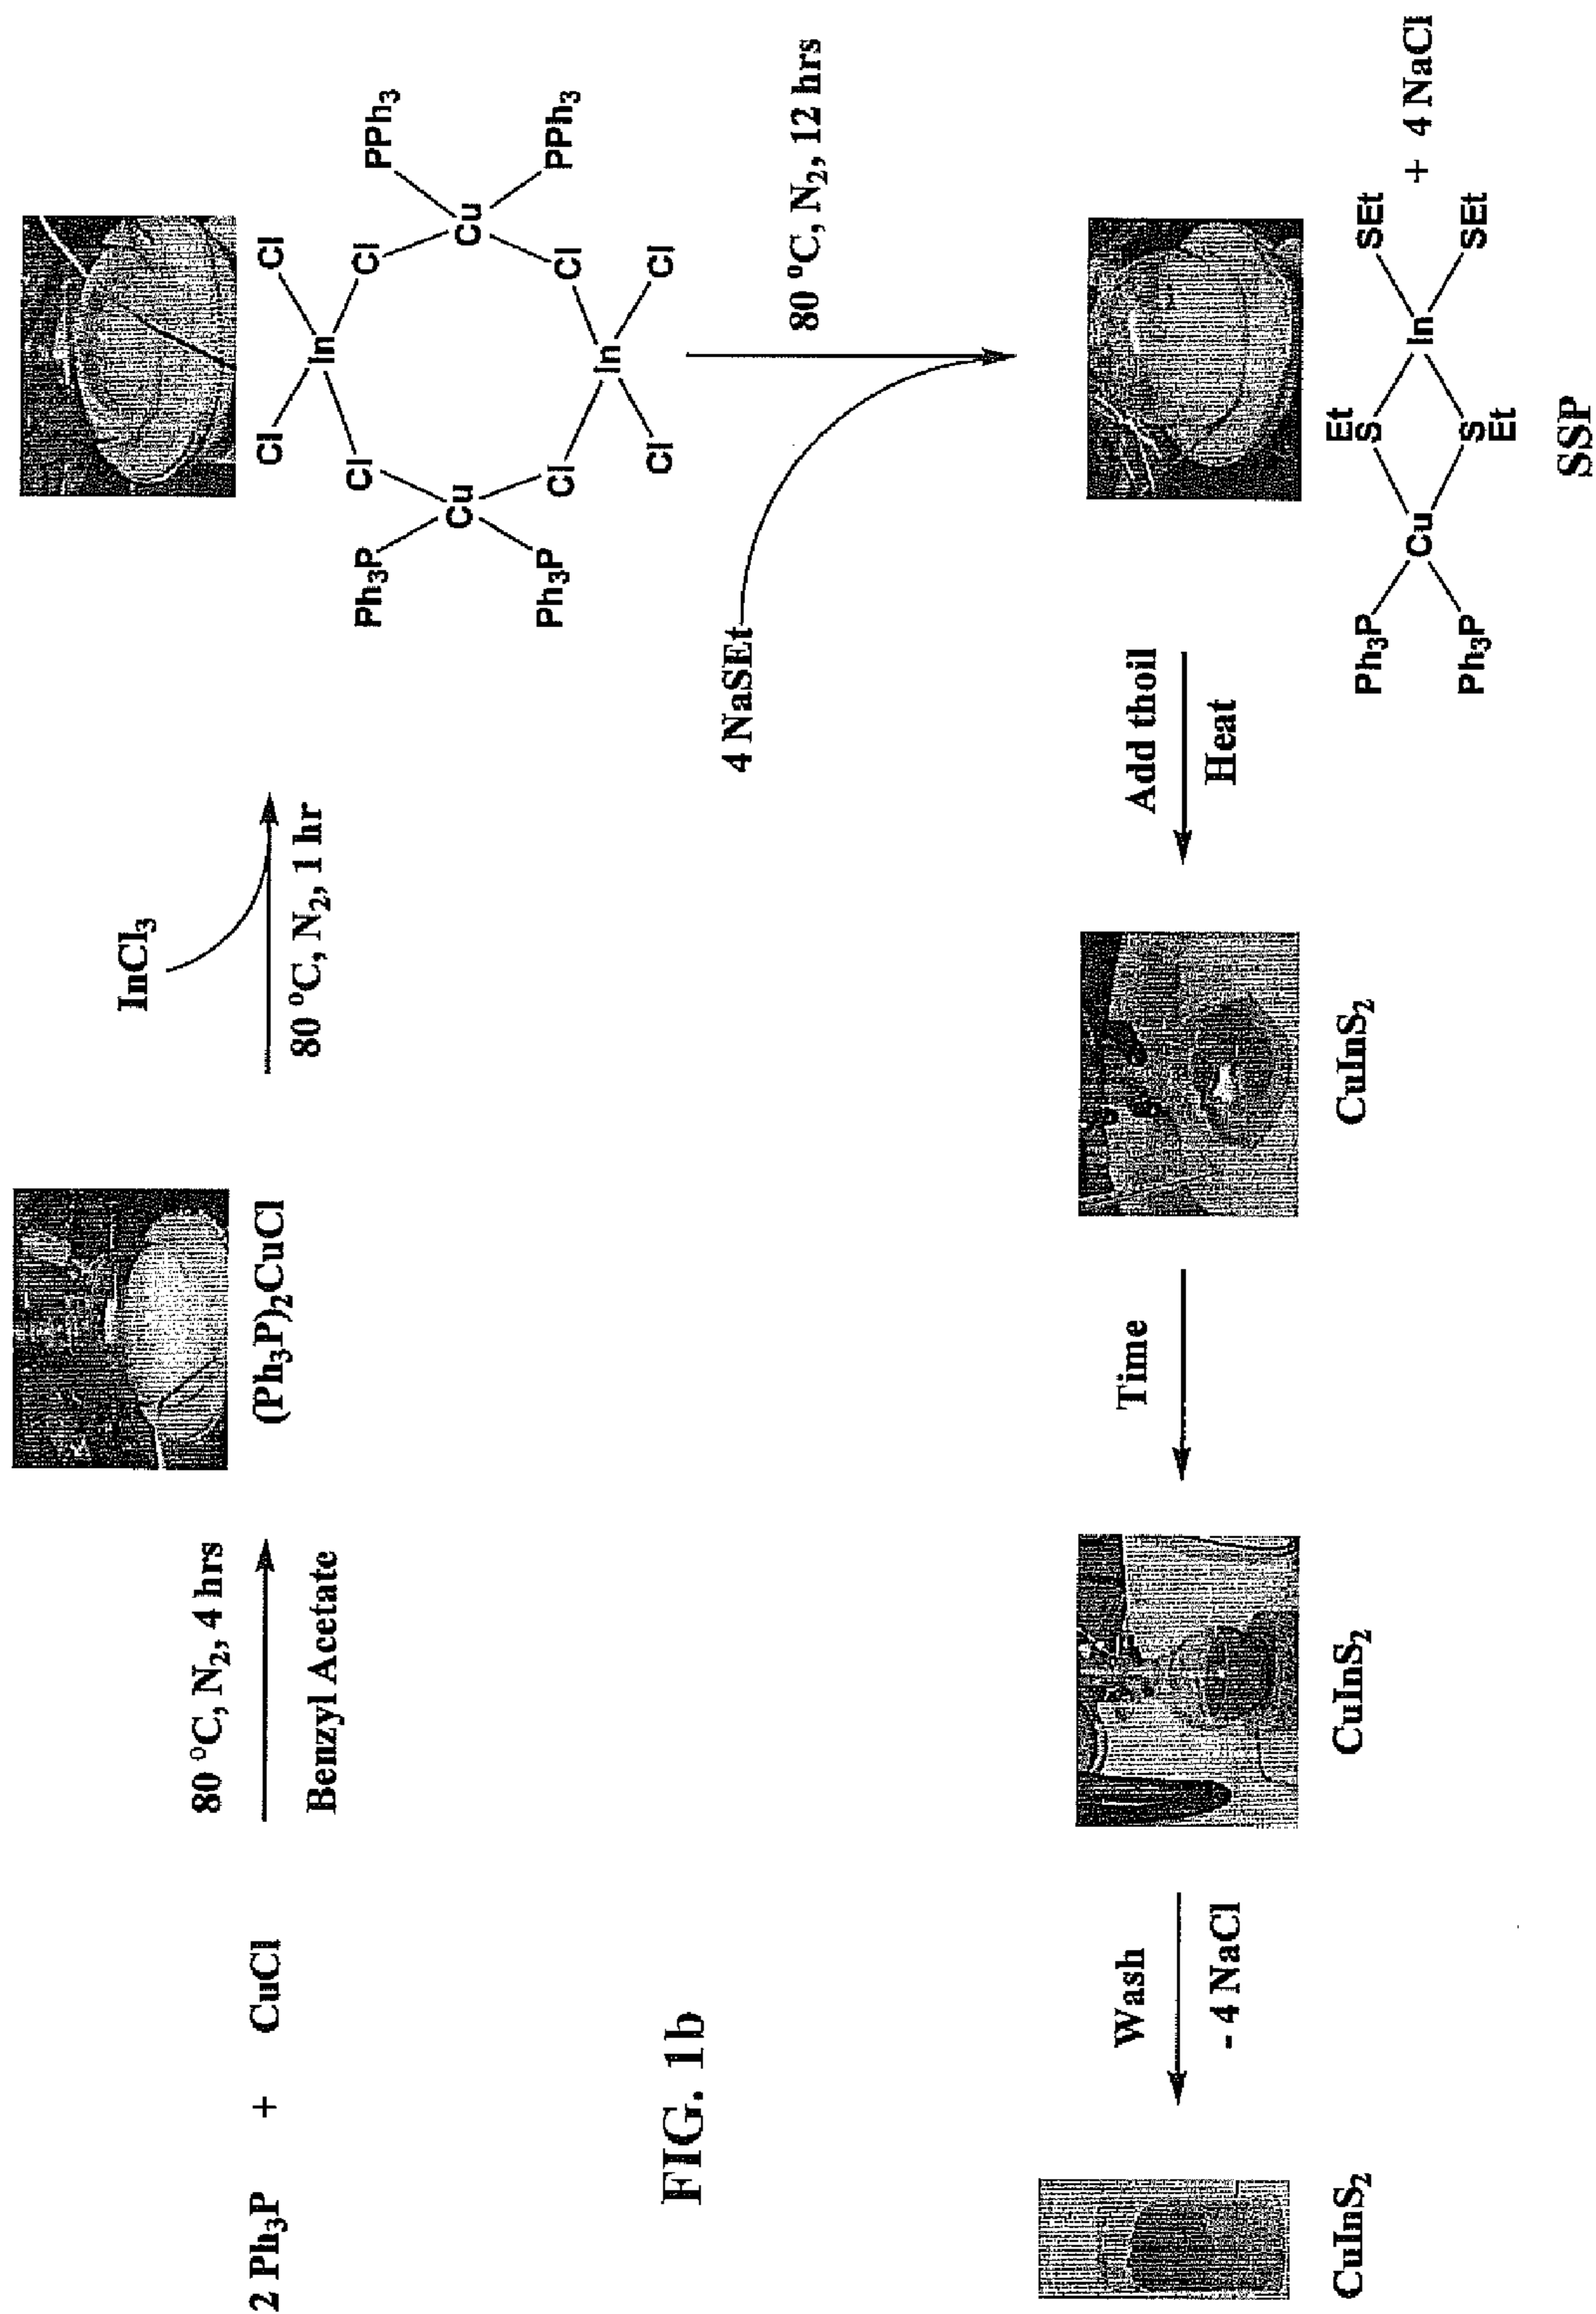 2 Ph₃P + CuCl
80 °C, N₂, 4 hrs
Benzyl Acetate
(Ph₃P)₂CuCl
InCl₃
80 °C, N₂, 1 hr
Cl Cl
In
Cl Cl
Ph₃P Cu Cu PPh₃
Ph₃P PPh₃
Cl Cl
In
Cl Cl
4 NaSEt
80 °C, N₂, 12 hrs
FIG. 1b
Et
Ph₃P S SEt
Cu In + 4 NaCl
Ph₃P S SEt
Et
SSP
Add thoil
Heat
CuInS₂
Time
CuInS₂
Wash
- 4 NaCl
CuInS₂